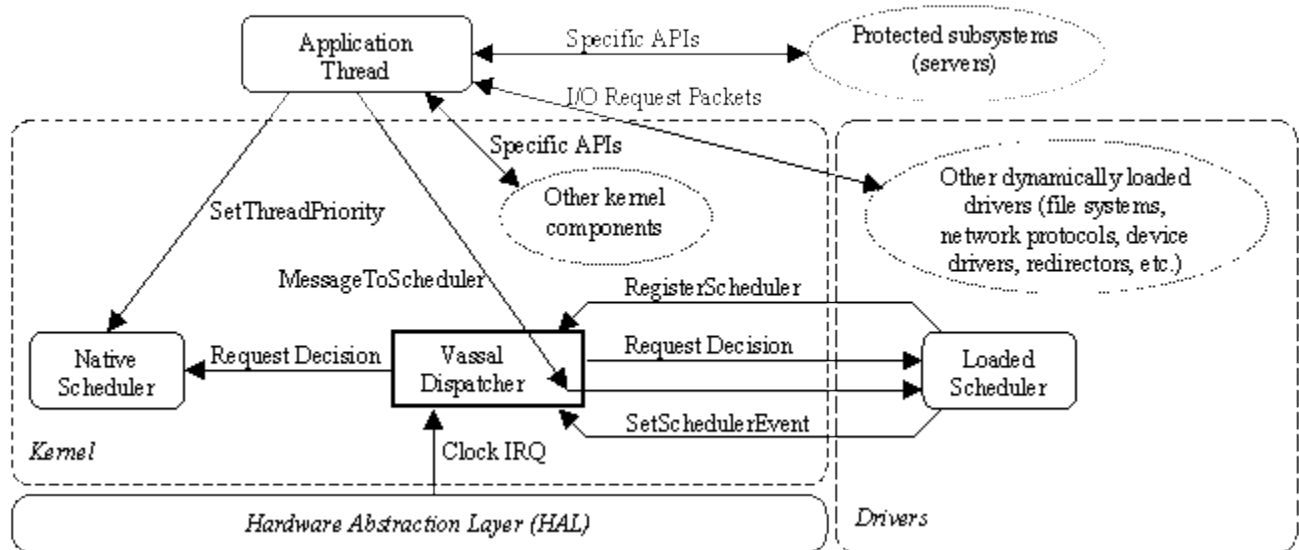 Application
Thread
Specific APIs
Protected subsystems
(servers)
I/O Request Packets
Specific APIs
Other kernel
components
Other dynamically loaded
drivers (file systems,
network protocols, device
drivers, redirectors, etc.)
SetThreadPriority
MessageToScheduler
RegisterScheduler
Native
Scheduler
Request Decision
Vassal
Dispatcher
Request Decision
Loaded
Scheduler
SetSchedulerEvent
Kernel
Clock IRQ
Hardware Abstraction Layer (HAL)
Drivers